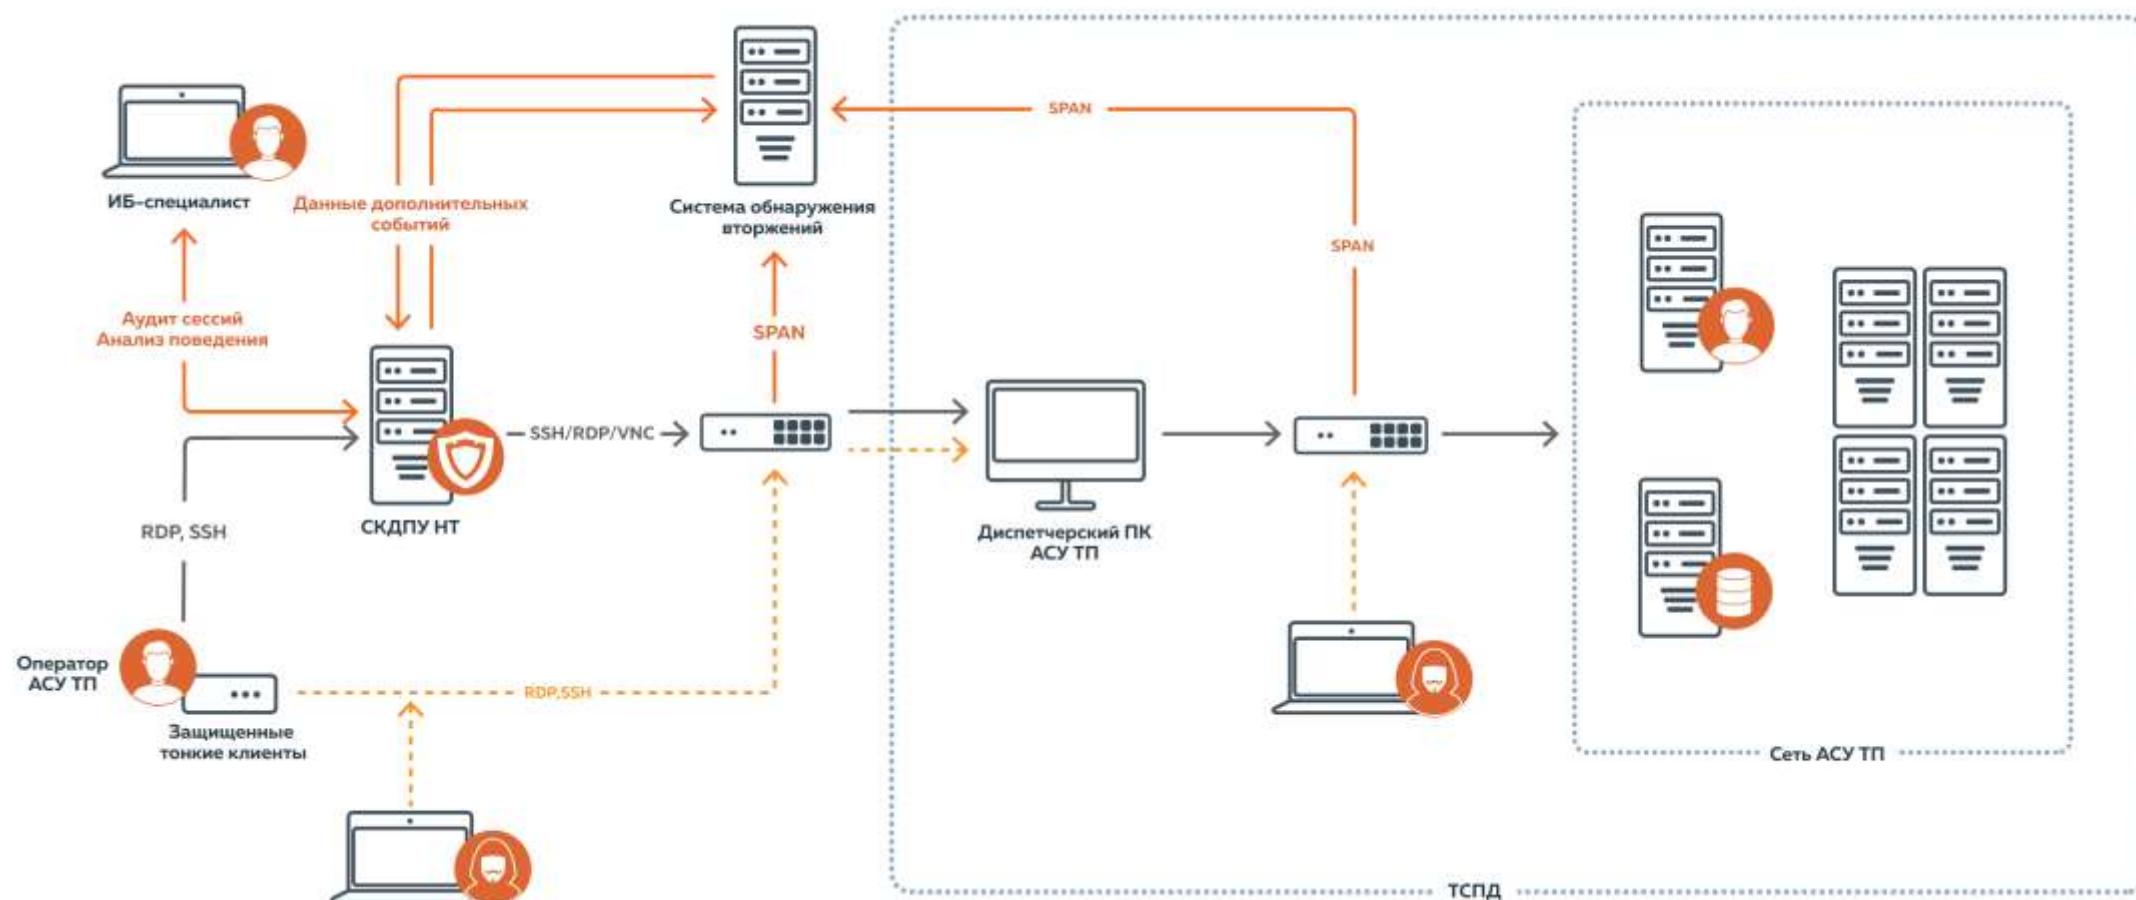 SPAN
ИБ-специалист
Данные дополнительных
событий
Система обнаружения
вторжений
SPAN
Аудит сессий
Анализ поведения
SPAN
SSH/RDP/VNC
СКДПУ НТ
RDP, SSH
Диспетчерский ПК
АСУ ТП
Оператор
АСУ ТП
RDP,SSH
Защищенные
тонкие клиенты
Сеть АСУ ТП
ТСПД